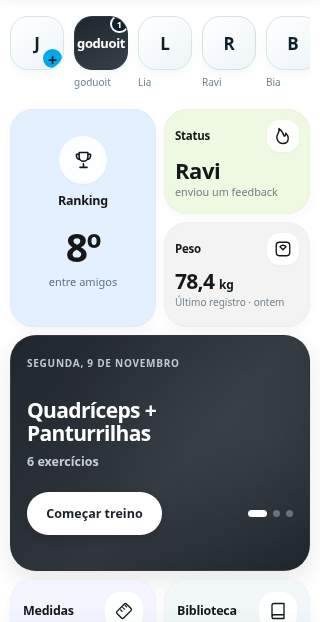 J
+
goduoit
1
L
R
B
goduoit
Lia
Ravi
Bia
Ranking
8º
entre amigos
Status
Ravi
enviou um feedback
Peso
78,4 kg
Último registro · ontem
SEGUNDA, 9 DE NOVEMBRO
Quadríceps +
Panturrilhas
6 exercícios
Começar treino
Medidas
Biblioteca